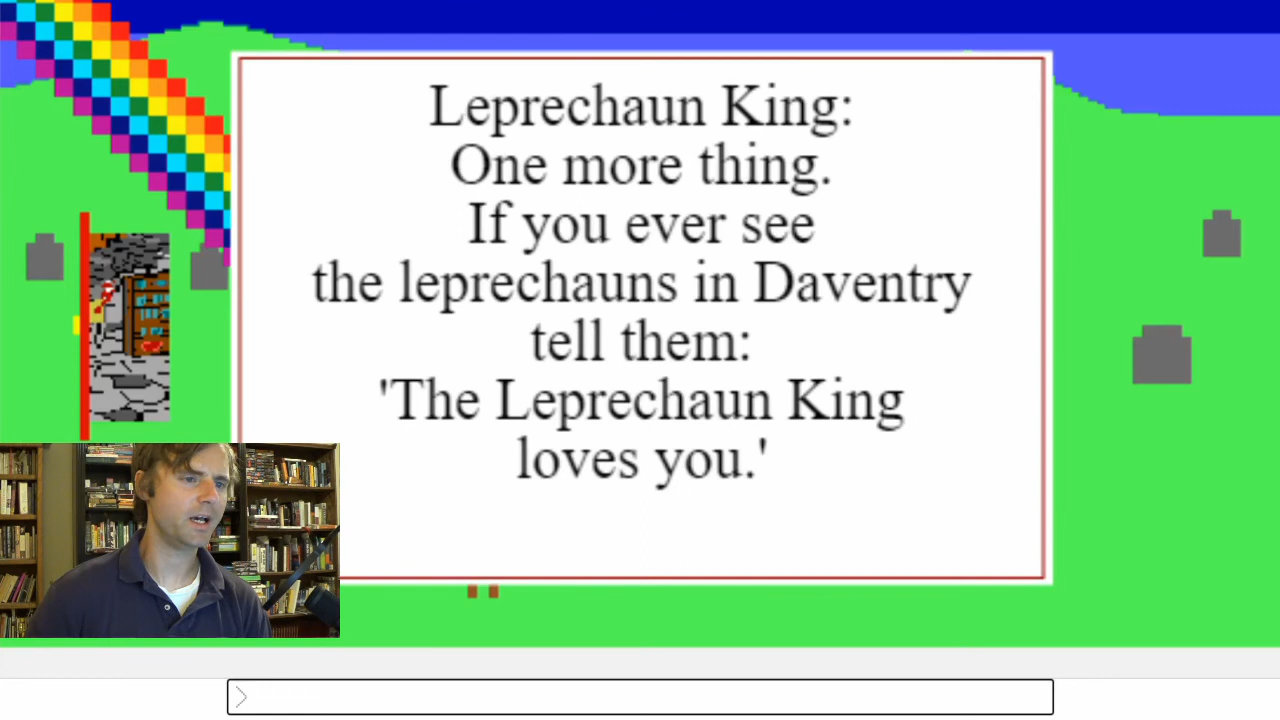 Leprechaun King:
One more thing.
If you ever see
the leprechauns in Daventry
tell them:
'The Leprechaun King
loves you.'